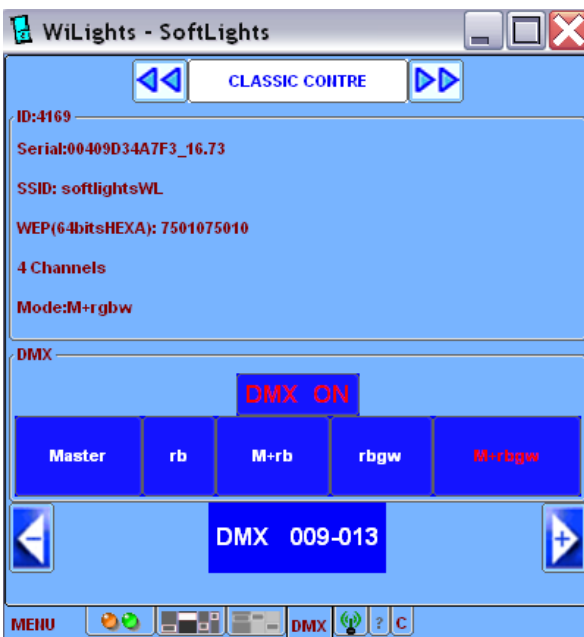 WiLights - SoftLights
CLASSIC CONTRE
ID:4169
Serial:00409D34A7F3_16.73
SSID: softlightsWL
WEP(64bitsHEXA): 7501075010
4 Channels
Mode:M+rgbw
DMX
DMX ON
Master rb M+rb rbgw M+rbgw
- DMX 009-013 +
MENU DMX ? C